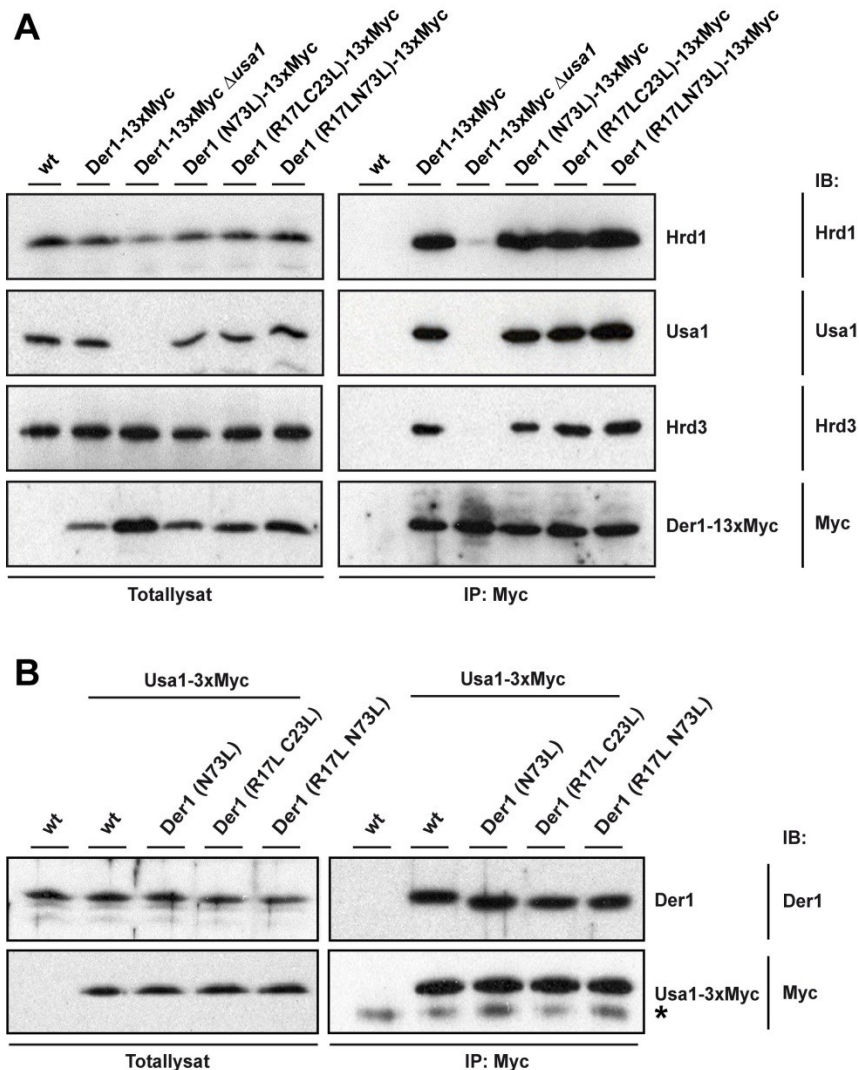 A
wt
Der1-13xMyc
Der1-13xMyc Δusa1
Der1 (N73L)-13xMyc
Der1 (R17LC23L)-13xMyc
Der1 (R17LN73L)-13xMyc
wt
Der1-13xMyc
Der1-13xMyc Δusa1
Der1 (N73L)-13xMyc
Der1 (R17LC23L)-13xMyc
Der1 (R17LN73L)-13xMyc
IB:
Hrd1 Hrd1
Usa1 Usa1
Hrd3 Hrd3
Der1-13xMyc Myc
Totallysat IP: Myc
B
Usa1-3xMyc Usa1-3xMyc
wt
wt
Der1 (N73L)
Der1 (R17L C23L)
Der1 (R17L N73L)
wt
wt
Der1 (N73L)
Der1 (R17L C23L)
Der1 (R17L N73L)
IB:
Der1 Der1
Usa1-3xMyc Myc
*
Totallysat IP: Myc